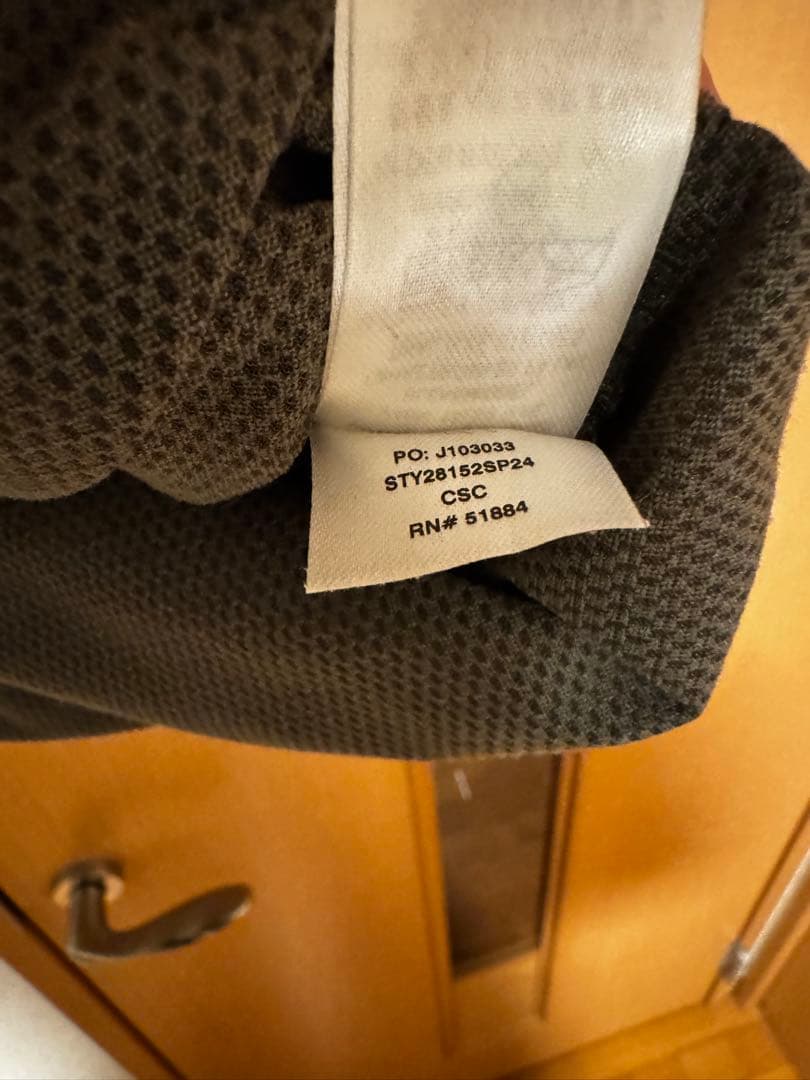 PO: J103033
STY28152SP24
CSC
RN# 51884